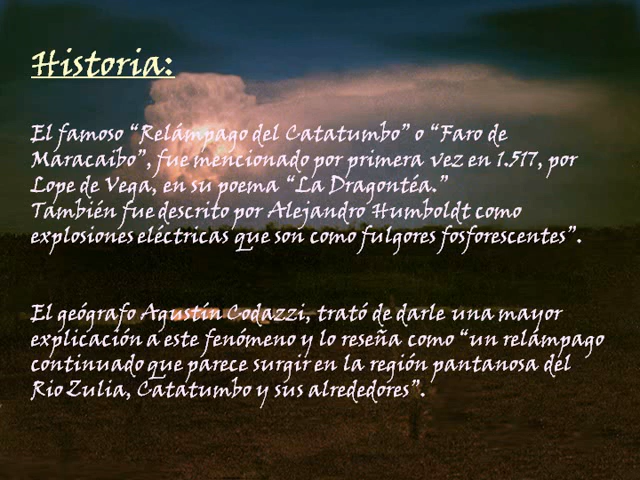 Historia:
El famoso “Relámpago del Catatumbo” o “Faro de
Maracaibo”, fue mencionado por primera vez en 1.517, por
Lope de Vega, en su poema “La Dragontéa.”
También fue descrito por Alejandro Humboldt como
explosiones eléctricas que son como fulgores fosforescentes”.
El geógrafo Agustín Codazzi, trató de darle una mayor
explicación a este fenómeno y lo reseña como “un relámpago
continuado que parece surgir en la región pantanosa del
Rio Zulia, Catatumbo y sus alrededores”.